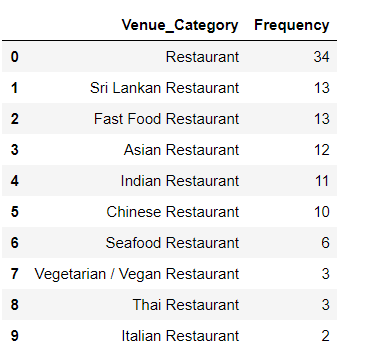 Venue_Category Frequency
0 Restaurant 34
1 Sri Lankan Restaurant 13
2 Fast Food Restaurant 13
3 Asian Restaurant 12
4 Indian Restaurant 11
5 Chinese Restaurant 10
6 Seafood Restaurant 6
7 Vegetarian / Vegan Restaurant 3
8 Thai Restaurant 3
9 Italian Restaurant 2